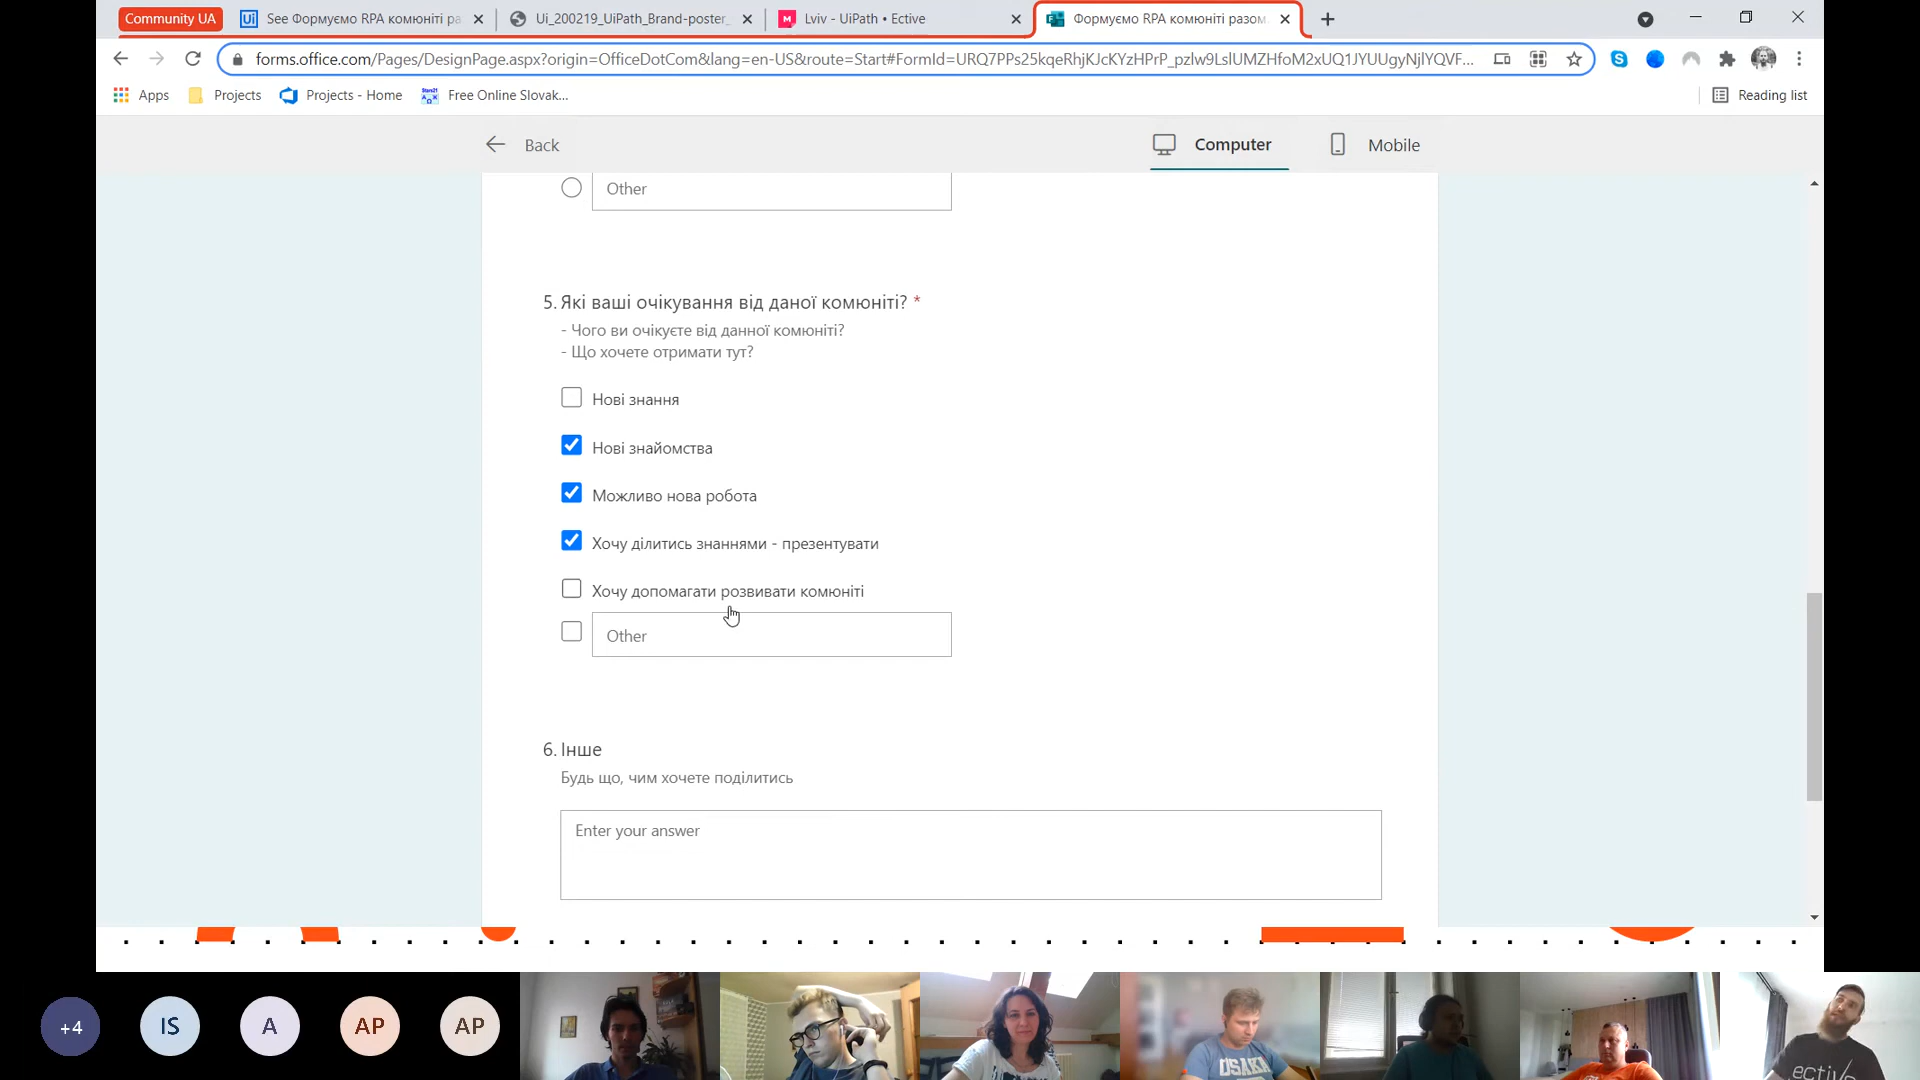 Community UA
See Формуємо RPA комюніті ра
Ui_200219_UiPath_Brand-poster_
Lviv - UiPath • Ective
Формуємо RPA комюніті разом
forms.office.com/Pages/DesignPage.aspx?origin=OfficeDotCom&lang=en-US&route=Start#FormId=URQ7PPs25kqeRhjKJcKYzHPrP_pzlw9LslUMZHfoM2xUQ1JYUUgyNjlYQVF...
Apps
Projects
Projects - Home
Free Online Slovak...
Reading list
Back
Computer
Mobile
Other
5. Які ваші очікування від даної комюніті? *
- Чого ви очікуєте від данної комюніті?
- Що хочете отримати тут?
Нові знання
Нові знайомства
Можливо нова робота
Хочу ділитись знаннями - презентувати
Хочу допомагати розвивати комюніті
Other
6. Інше
Будь що, чим хочете поділитись
Enter your answer
+4
IS
A
AP
AP
OSAKA
ective